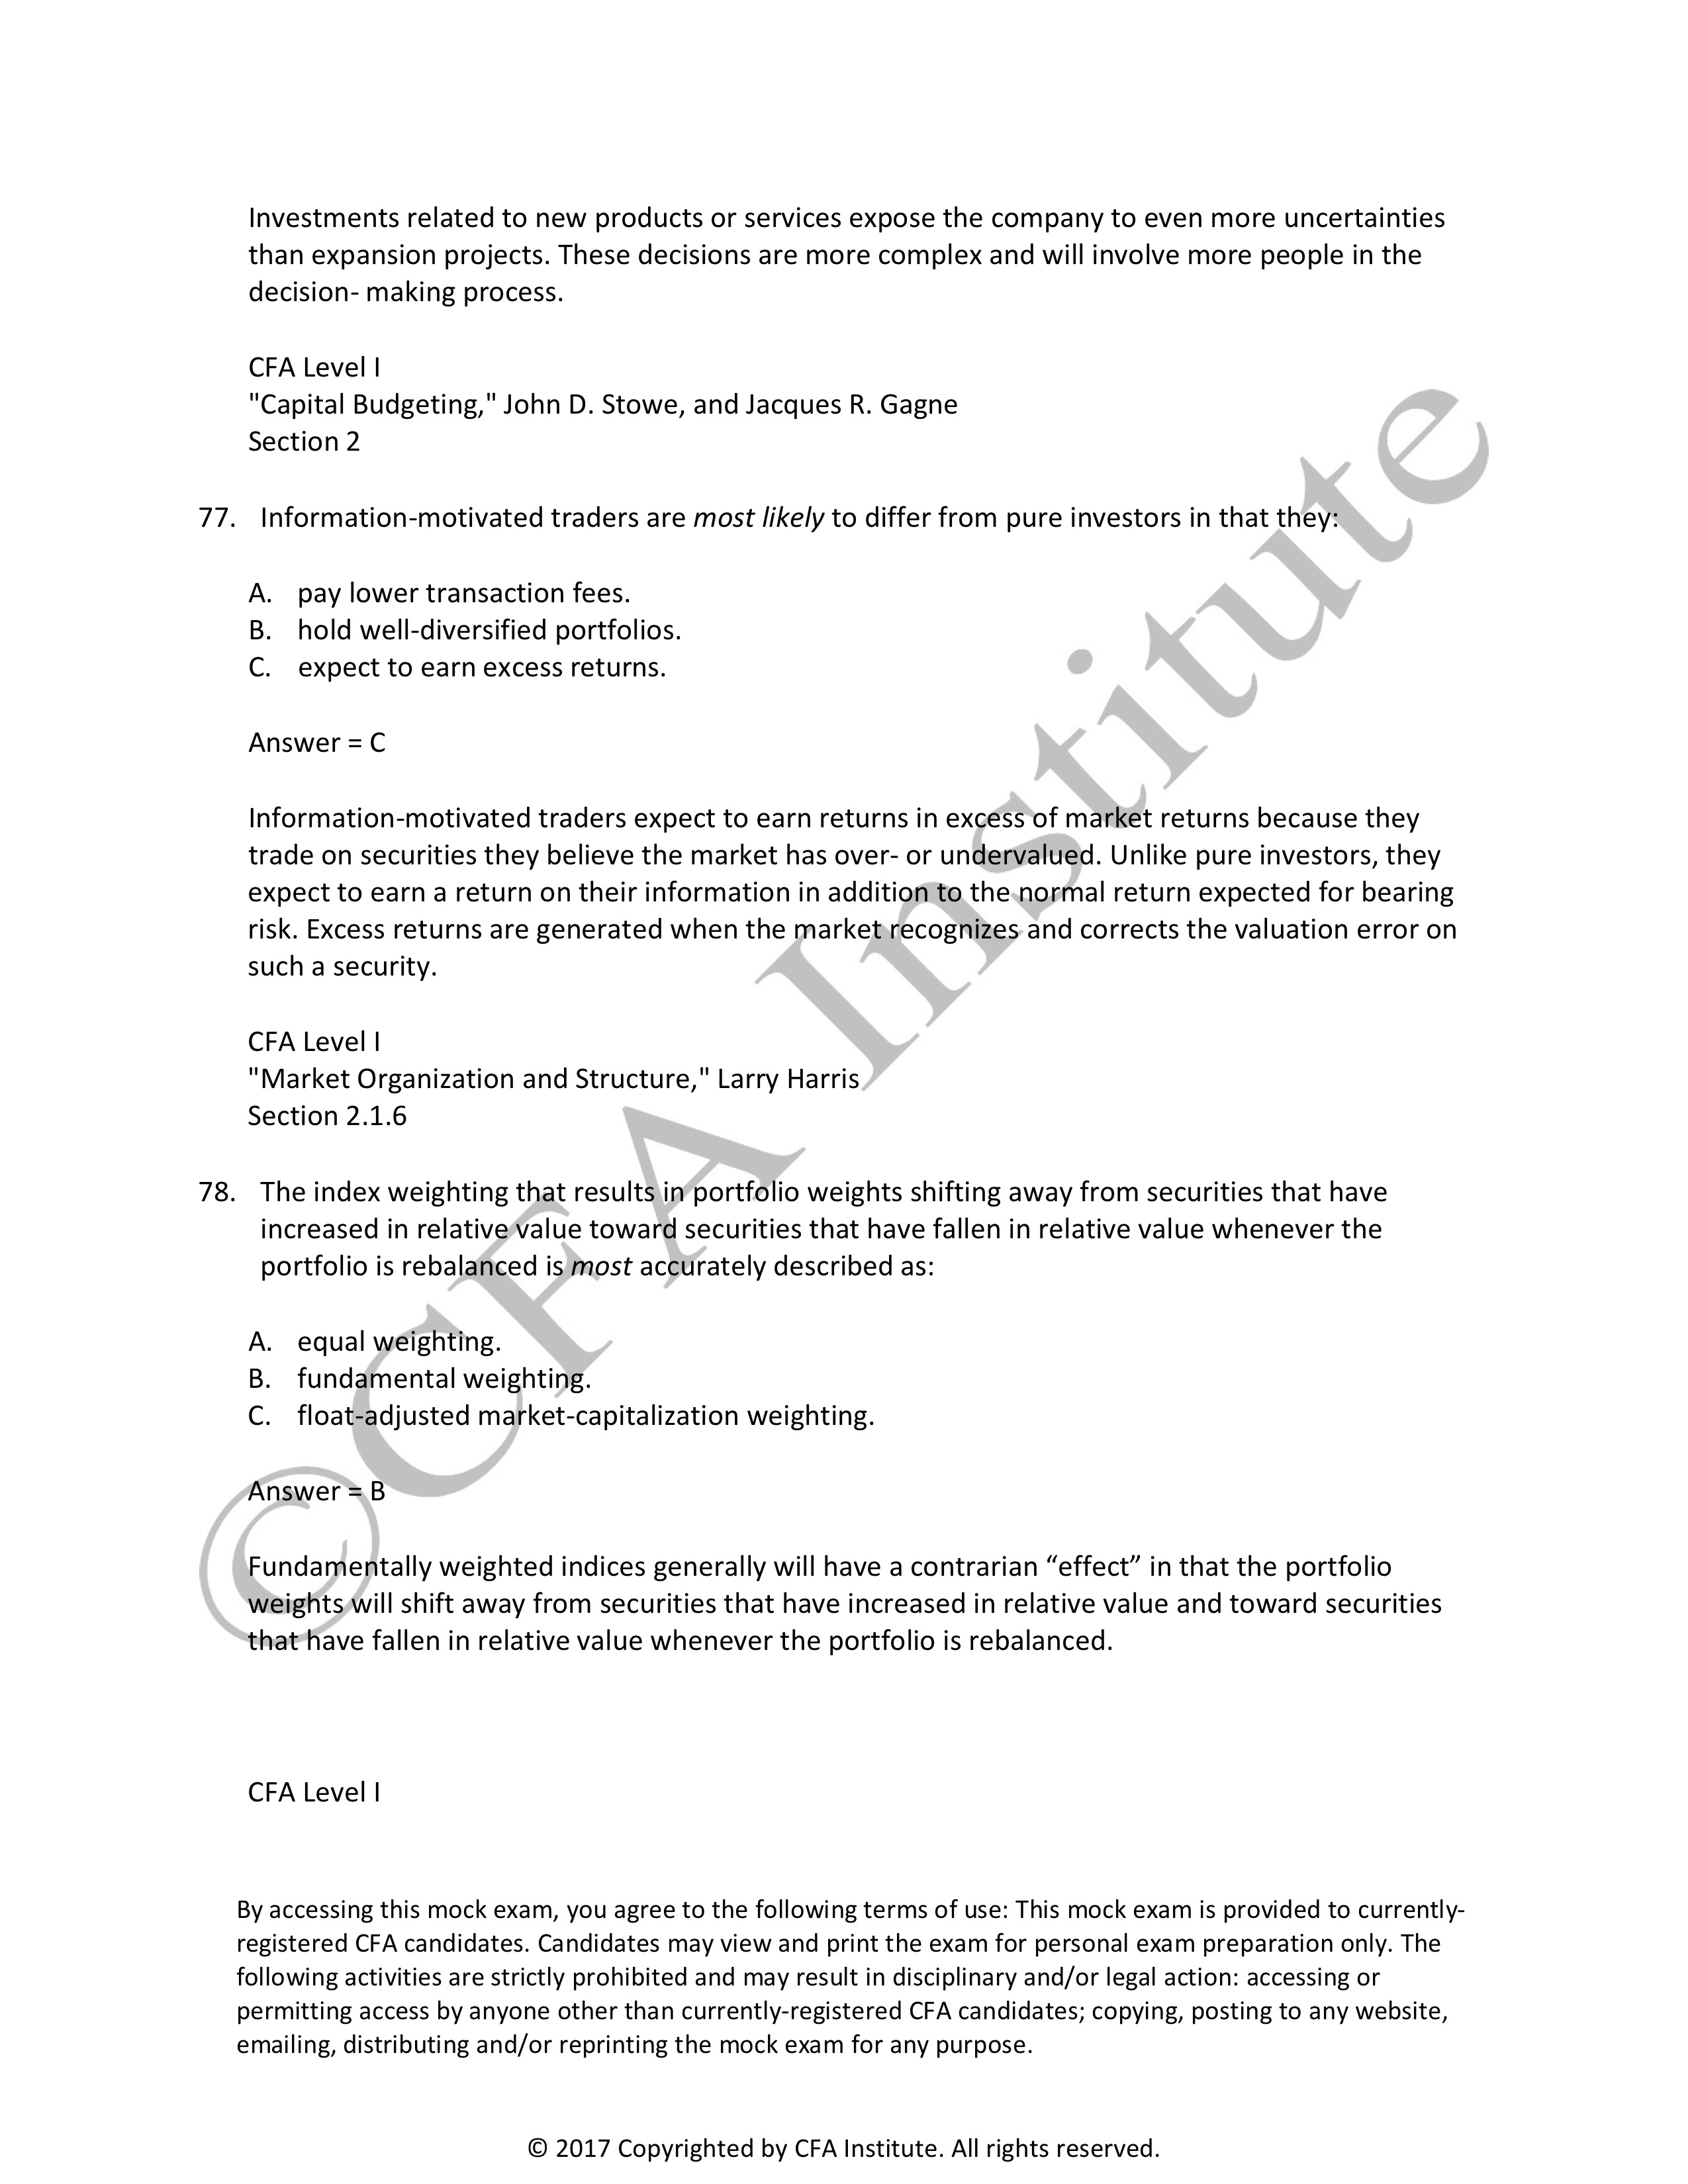 Investments related to new products or services expose the company to even more uncertainties
than expansion projects. These decisions are more complex and will involve more people in the
decision- making process.
CFA Level I
"Capital Budgeting," John D. Stowe, and Jacques R. Gagne
Section 2
77. Information-motivated traders are most likely to differ from pure investors in that they:
A. pay lower transaction fees.
B. hold well-diversified portfolios.
C. expect to earn excess returns.
Answer = C
Information-motivated traders expect to earn returns in excess of market returns because they
trade on securities they believe the market has over- or undervalued. Unlike pure investors, they
expect to earn a return on their information in addition to the normal return expected for bearing
risk. Excess returns are generated when the market recognizes and corrects the valuation error on
such a security.
CFA Level I
"Market Organization and Structure," Larry Harris
Section 2.1.6
78. The index weighting that results in portfolio weights shifting away from securities that have
increased in relative value toward securities that have fallen in relative value whenever the
portfolio is rebalanced is most accurately described as:
A. equal weighting.
B. fundamental weighting.
C. float-adjusted market-capitalization weighting.
Answer = B
Fundamentally weighted indices generally will have a contrarian “effect” in that the portfolio
weights will shift away from securities that have increased in relative value and toward securities
that have fallen in relative value whenever the portfolio is rebalanced.
CFA Level I
By accessing this mock exam, you agree to the following terms of use: This mock exam is provided to currently-
registered CFA candidates. Candidates may view and print the exam for personal exam preparation only. The
following activities are strictly prohibited and may result in disciplinary and/or legal action: accessing or
permitting access by anyone other than currently-registered CFA candidates; copying, posting to any website,
emailing, distributing and/or reprinting the mock exam for any purpose.
© 2017 Copyrighted by CFA Institute. All rights reserved.
©CFA Institute